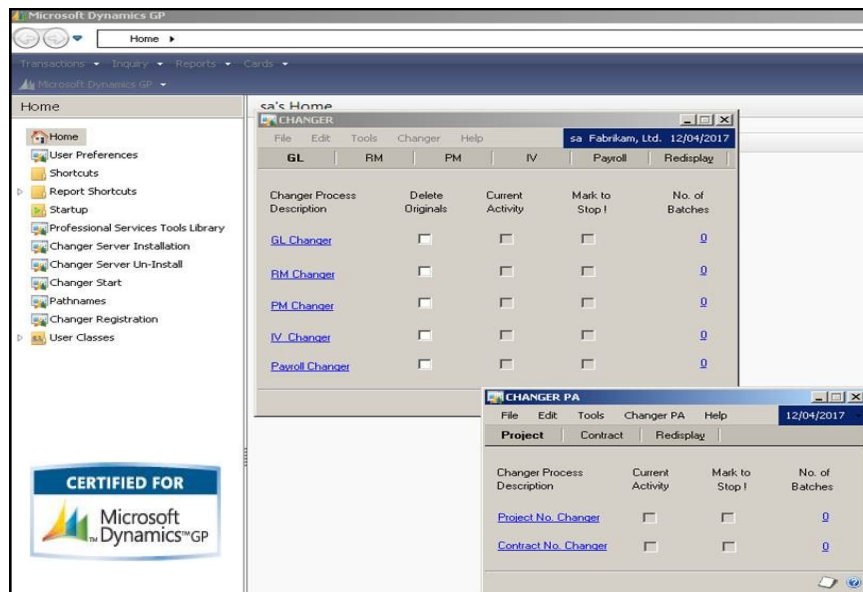 Microsoft Dynamics GP
Home
Transactions Inquiry Reports Cards
Microsoft Dynamics GP
Home
Home
User Preferences
Shortcuts
Report Shortcuts
Startup
Professional Services Tools Library
Changer Server Installation
Changer Server Un-Install
Changer Start
Pathnames
Changer Registration
User Classes
CERTIFIED FOR
Microsoft
Dynamics™GP
sa's Home
CHANGER
File Edit Tools Changer Help sa Fabrikam, Ltd. 12/04/2017
GL RM PM IV Payroll Redisplay
Changer Process Delete Current Mark to No. of
Description Originals Activity Stop ! Batches
GL Changer 0
RM Changer 0
PM Changer 0
IV Changer 0
Payroll Changer 0
CHANGER PA
File Edit Tools Changer PA Help 12/04/2017
Project Contract Redisplay
Changer Process Current Mark to No. of
Description Activity Stop ! Batches
Project No. Changer 0
Contract No. Changer 0